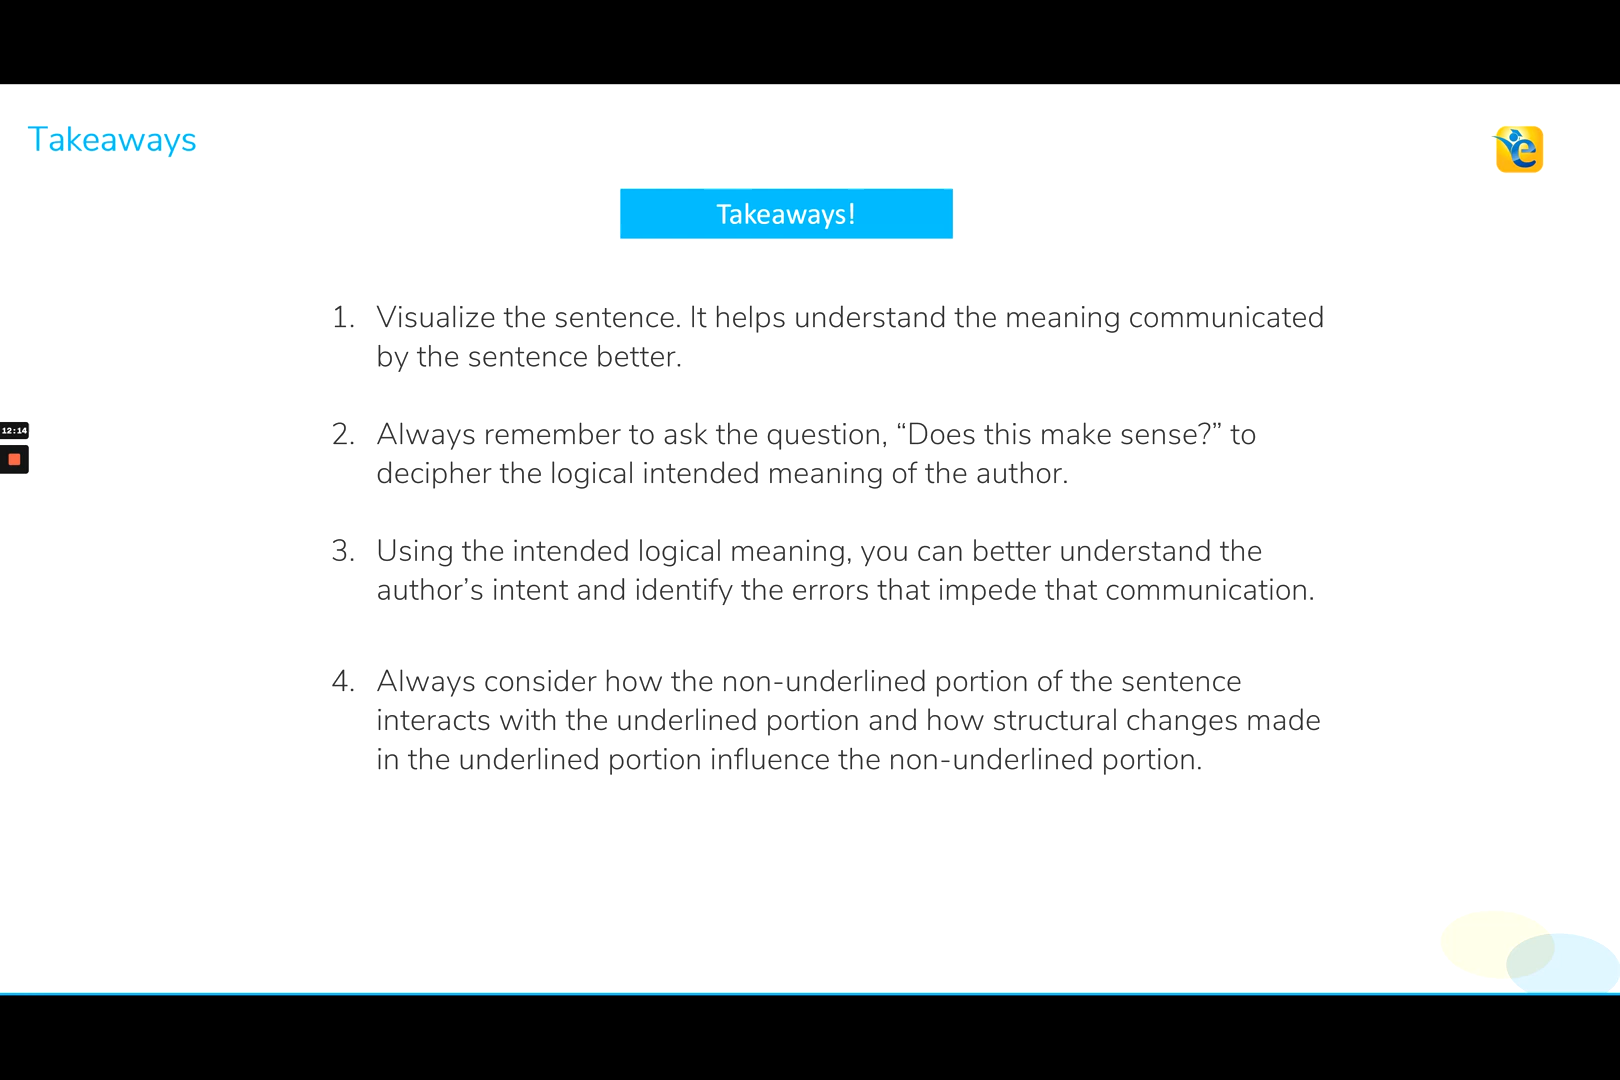 Takeaways
Takeaways!
1. Visualize the sentence. It helps understand the meaning communicated
by the sentence better.
2. Always remember to ask the question, “Does this make sense?” to
decipher the logical intended meaning of the author.
12:14
3. Using the intended logical meaning, you can better understand the
author’s intent and identify the errors that impede that communication.
4. Always consider how the non-underlined portion of the sentence
interacts with the underlined portion and how structural changes made
in the underlined portion influence the non-underlined portion.
e